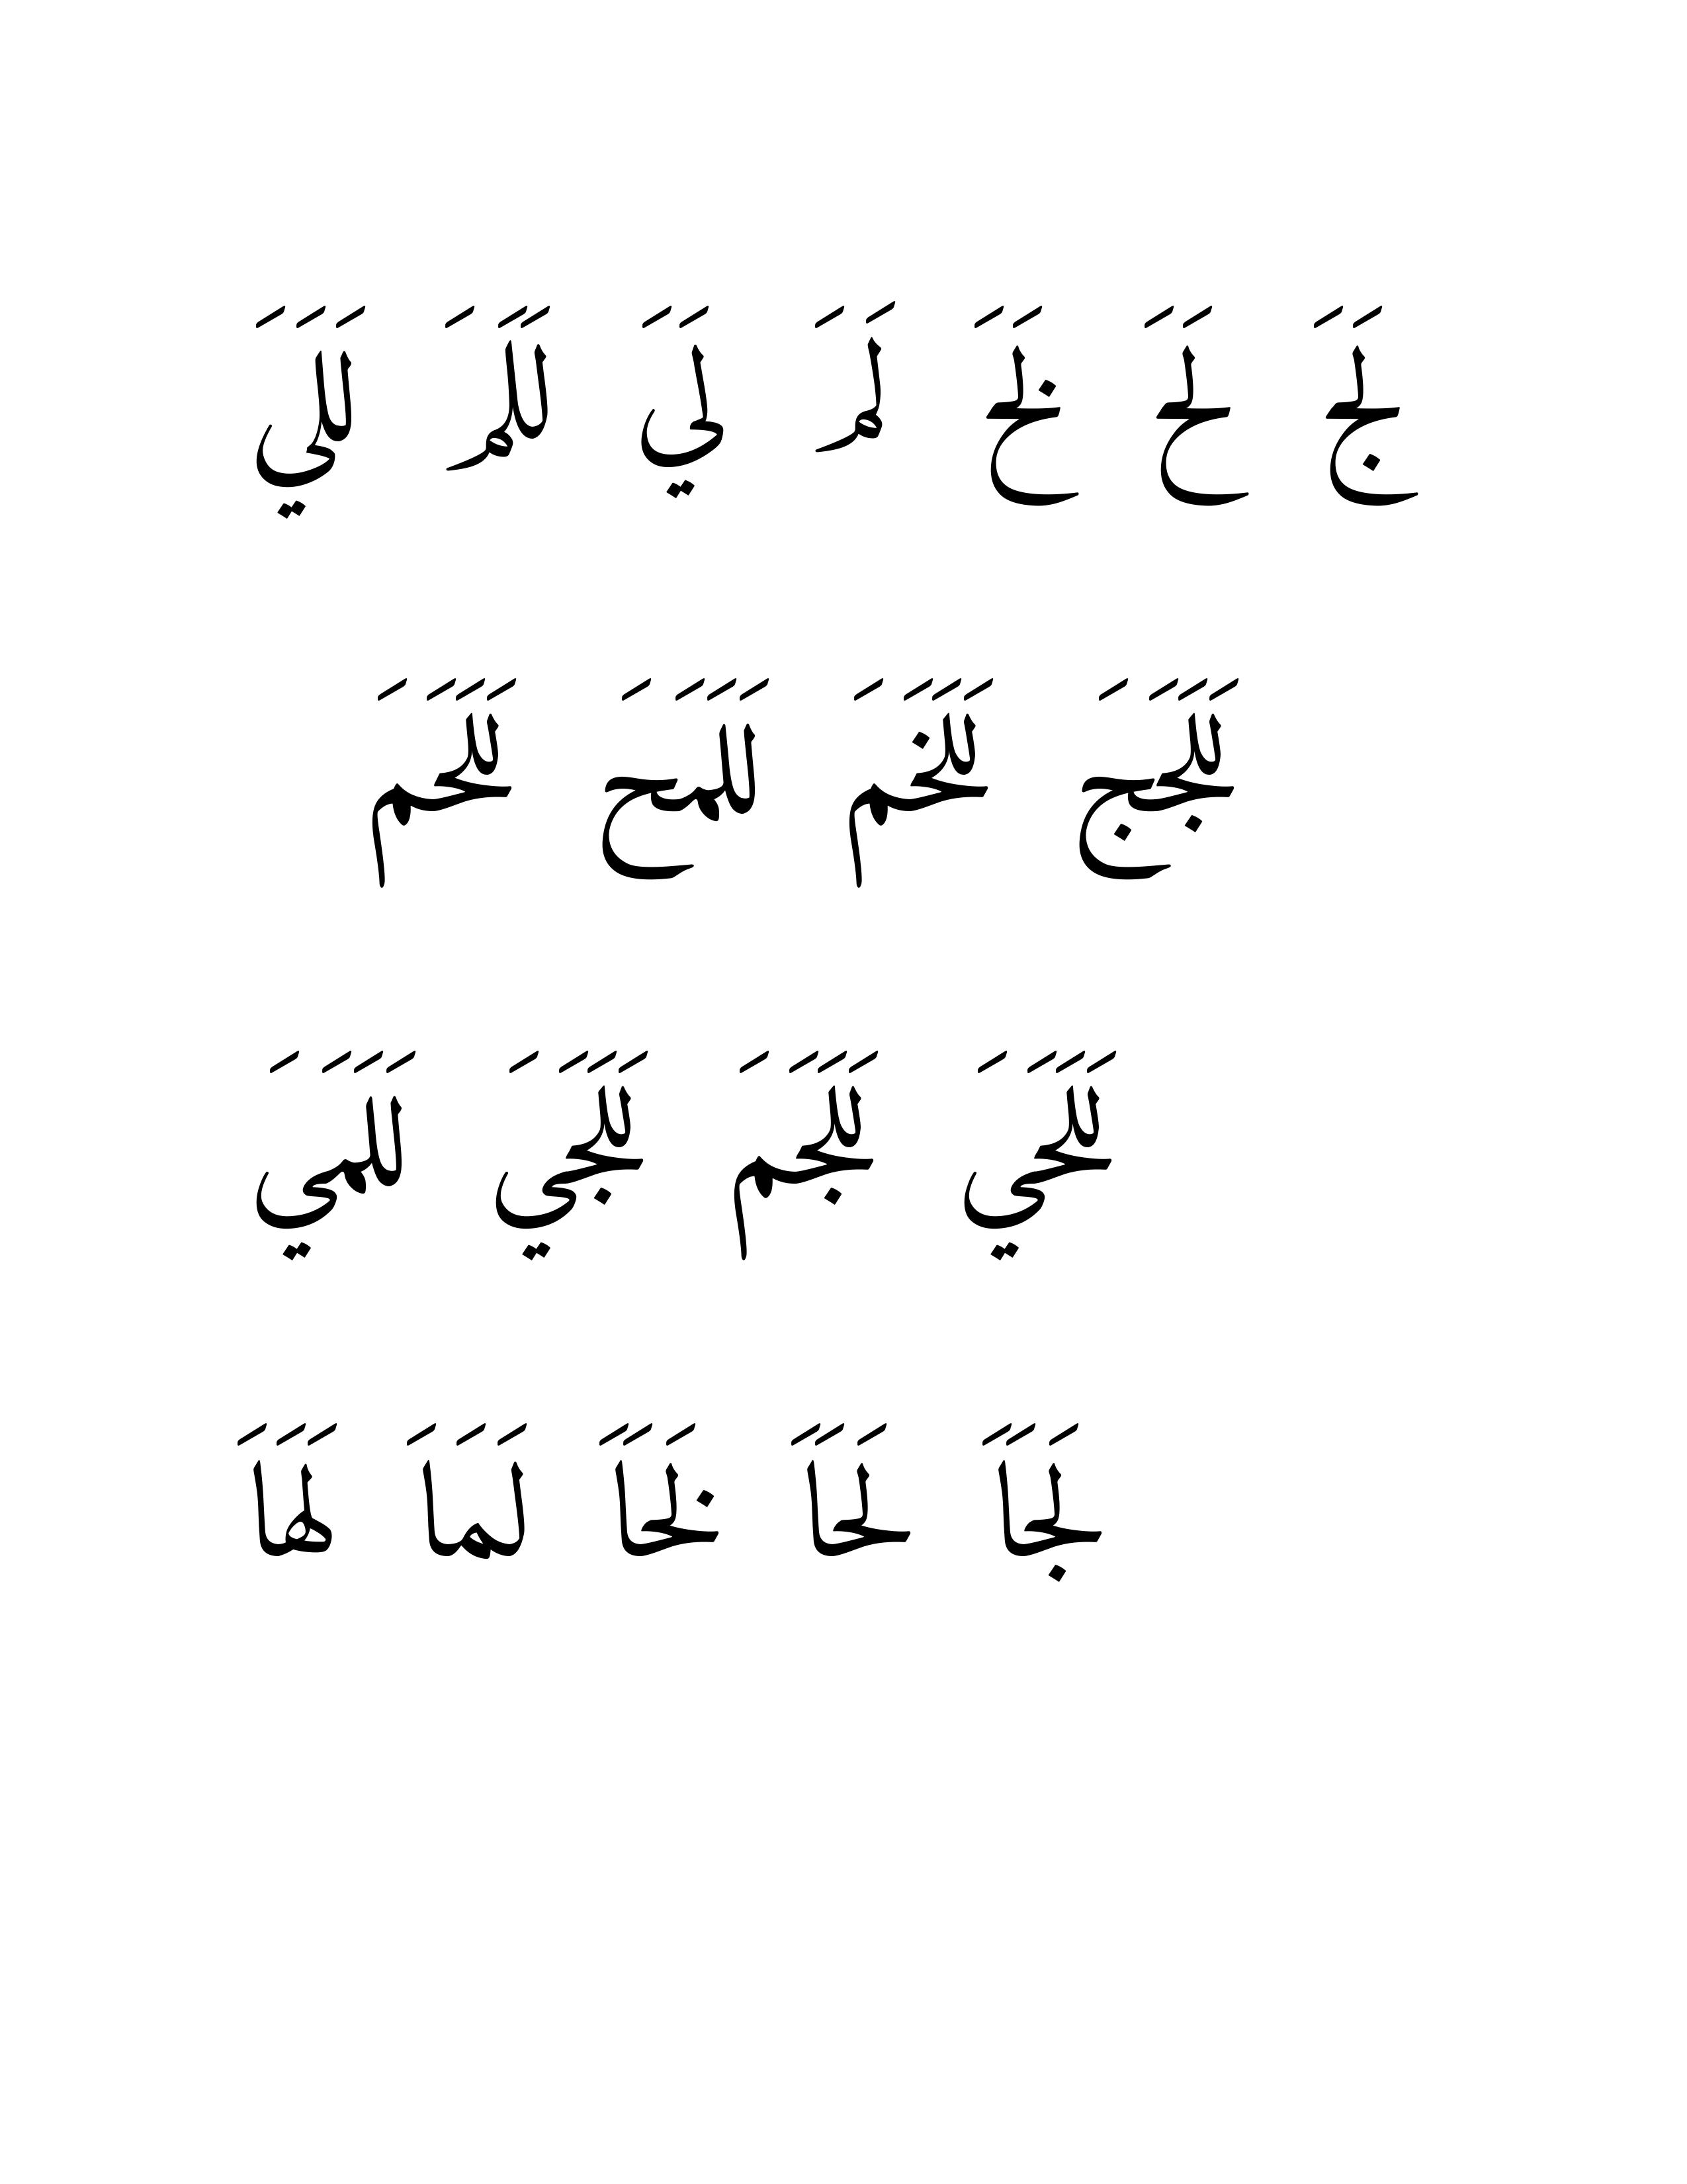 لَجَ لَحَ لَخَ لَمَ لَيَ لَلَمَ لَلَيَ
لَلَجَجَ لَلَخَمَ لَلَمَحَ لَلَحَمَ
لَلَحَيَ لَلَجَمَ لَلَجَيَ لَلَمَيَ
لَجَاَ لَحَاَ لَخَاَ لَمَاَ لَهَاَ